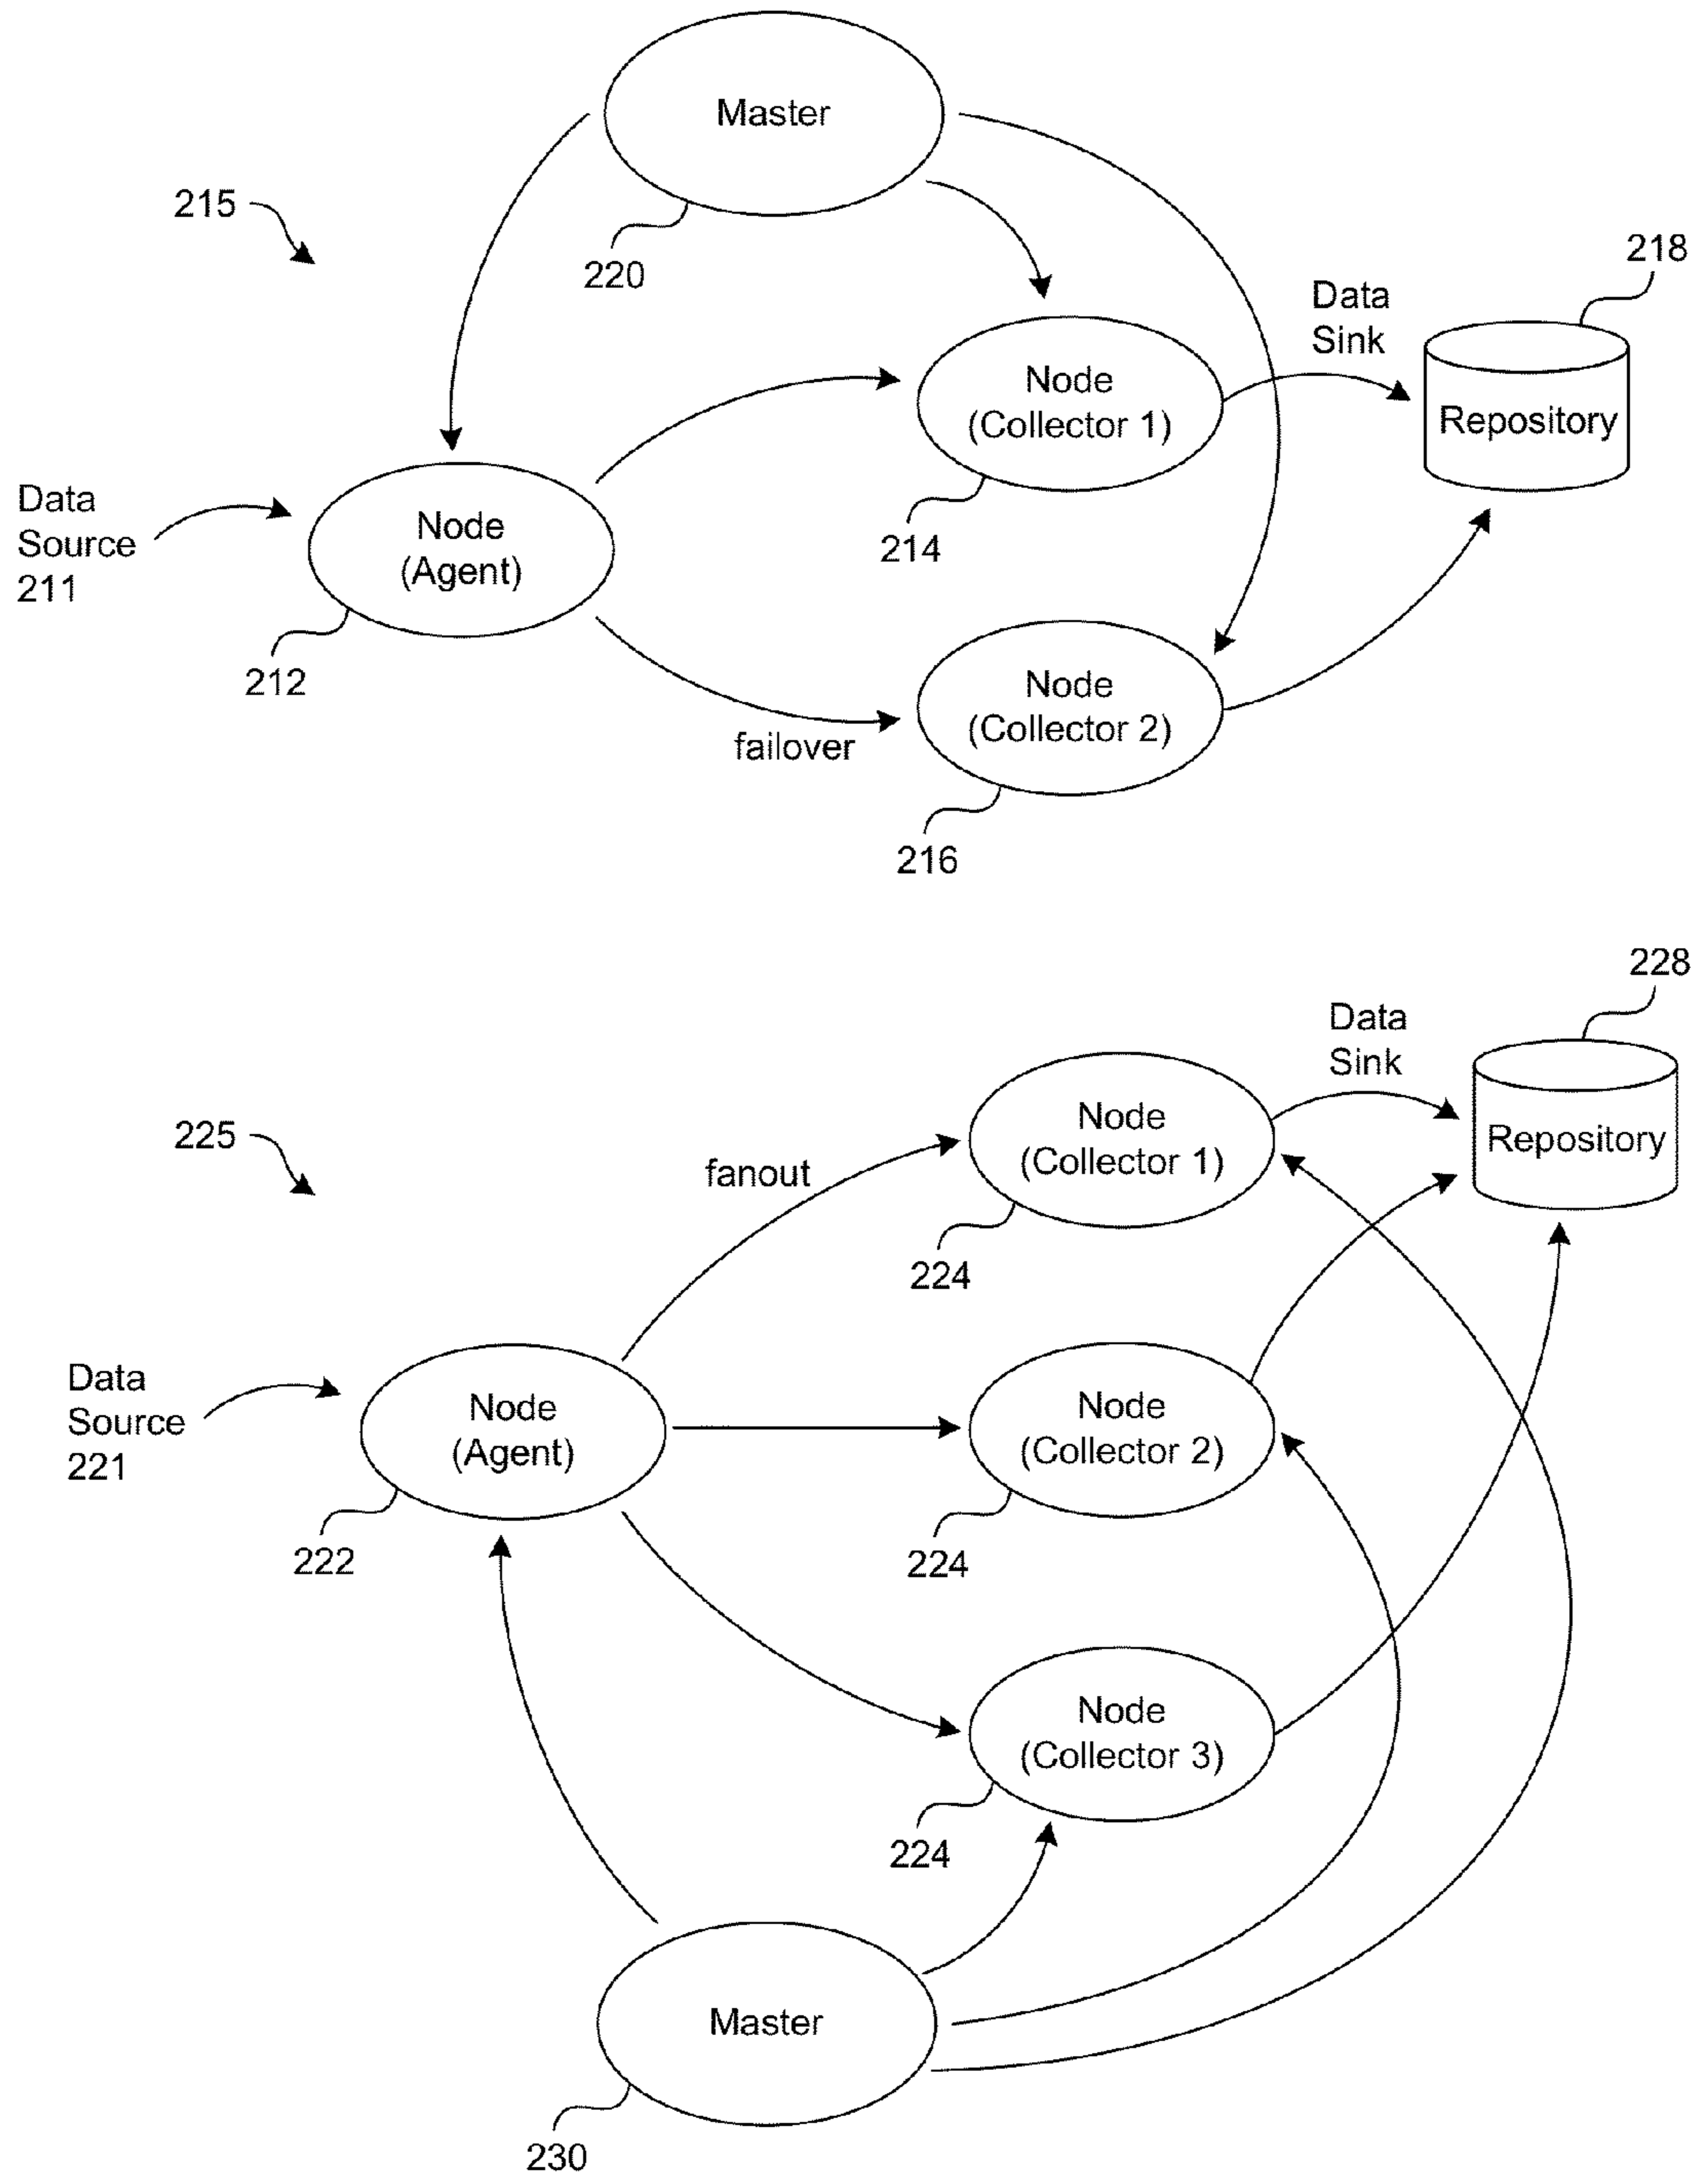 Master
215
220
218
Data
Sink
Node
(Collector 1)
Repository
Data
Source
211
Node
(Agent)
214
212
Node
(Collector 2)
failover
216
228
Data
Sink
225
Node
(Collector 1)
Repository
fanout
224
Data
Source
221
Node
(Agent)
Node
(Collector 2)
222
224
Node
(Collector 3)
224
Master
230